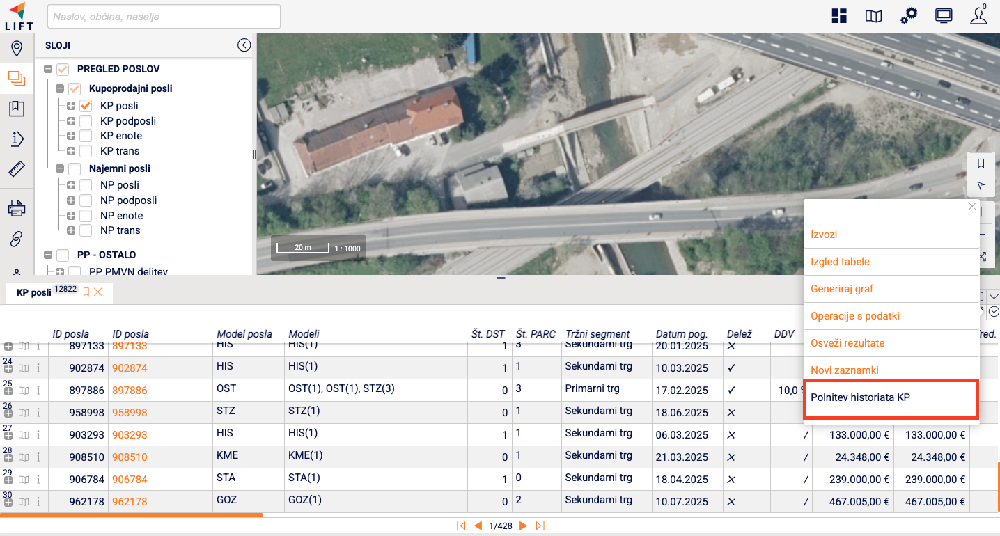 LIFT
Naslov, občina, naselje
0
SLOJI
PREGLED POSLOV
Kupoprodajni posli
KP posli
KP podposli
KP enote
KP trans
Najemni posli
NP posli
NP podposli
NP enote
NP trans
PP - OSTALO
PP PMVN delitev
20 m
1 : 1000
Izvozi
Izgled tabele
Generiraj graf
Operacije s podatki
Osveži rezultate
Novi zaznamki
Polnitev historiata KP
KP posli 12822
ID posla ID posla Model posla Modeli Št. DST Št. PARC Tržni segment Datum pog. Delež DDV
897133 897133 HIS HIS(1) 1 3 Sekundarni trg 20.01.2025
24 902874 902874 HIS HIS(1) 1 1 Sekundarni trg 10.03.2025
25 897886 897886 OST OST(1), OST(1), STZ(3) 0 3 Primarni trg 17.02.2025 10,0
26 958998 958998 STZ STZ(1) 0 1 Sekundarni trg 18.06.2025
27 903293 903293 HIS HIS(1) 1 1 Sekundarni trg 06.03.2025 / 133.000,00 € 133.000,00 €
28 908510 908510 KME KME(1) 0 1 Sekundarni trg 21.03.2025 / 24.348,00 € 24.348,00 €
29 906784 906784 STA STA(1) 1 0 Sekundarni trg 18.04.2025 / 239.000,00 € 239.000,00 €
30 962178 962178 GOZ GOZ(1) 0 2 Sekundarni trg 10.07.2025 / 467.005,00 € 467.005,00 €
1/428